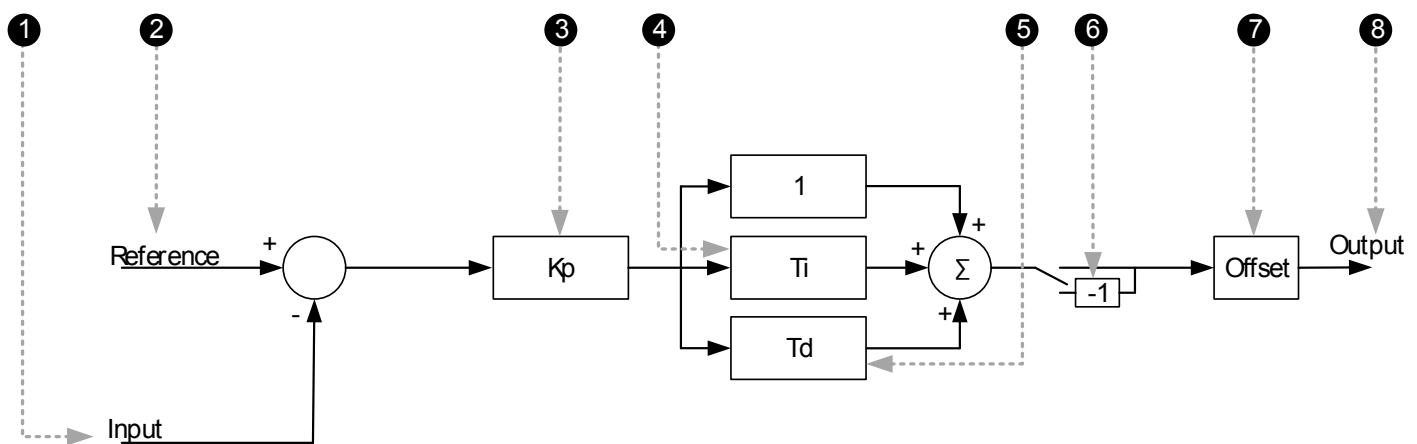 1 2 3 4 5 6 7 8
Reference
+
-
Input
Kp
1
Ti
Td
+
+
+
Σ
-1
Offset
Output